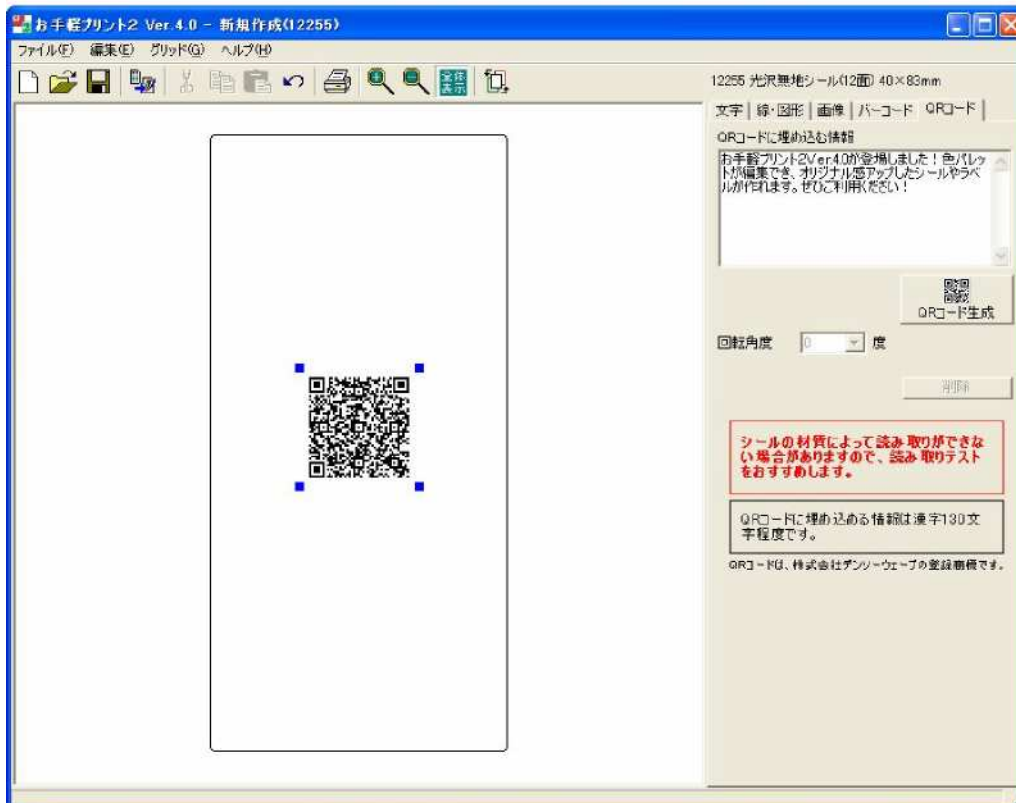 お手軽プリント2 Ver.4.0 - 新規作成(12255)
ファイル(F) 編集(E) グリッド(G) ヘルプ(H)
全体
表示
12255 光沢無地シール(12面) 40×83mm
文字 線・図形 画像 バーコード QRコード
QRコードに埋め込む情報
お手軽プリント2Ver.4.0が登場しました！色パレッ
トが編集でき、オリジナル感アップしたシールやラベ
ルが作れます。ぜひご利用ください！
QRコード生成
回転角度 0 度
削除
シールの材質によって読み取りができな
い場合がありますので、読み取りテスト
をおすすめします。
QRコードに埋め込める情報は漢字130文
字程度です。
QRコードは、株式会社デンソーウェーブの登録商標です。